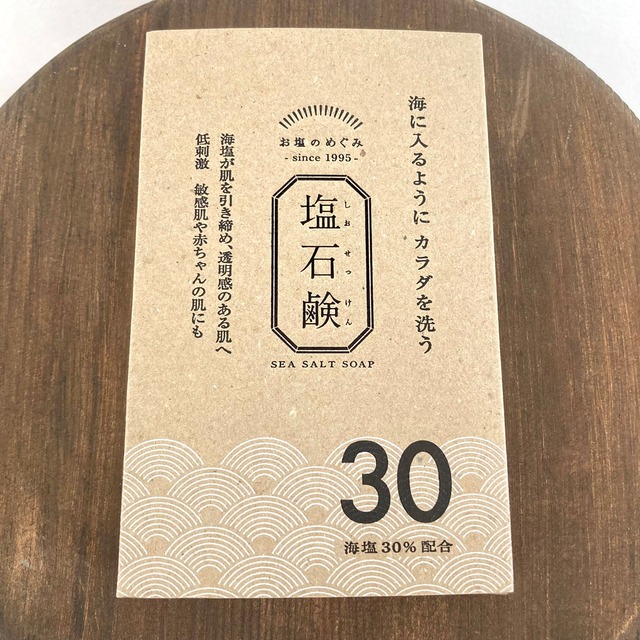 海に入るように カラダを洗う
お塩のめぐみ
- since 1995 -
塩石鹸
しお せっ けん
SEA SALT SOAP
海塩が肌を引き締め、透明感のある肌へ
低刺激 敏感肌や赤ちゃんの肌にも
30
海塩30%配合